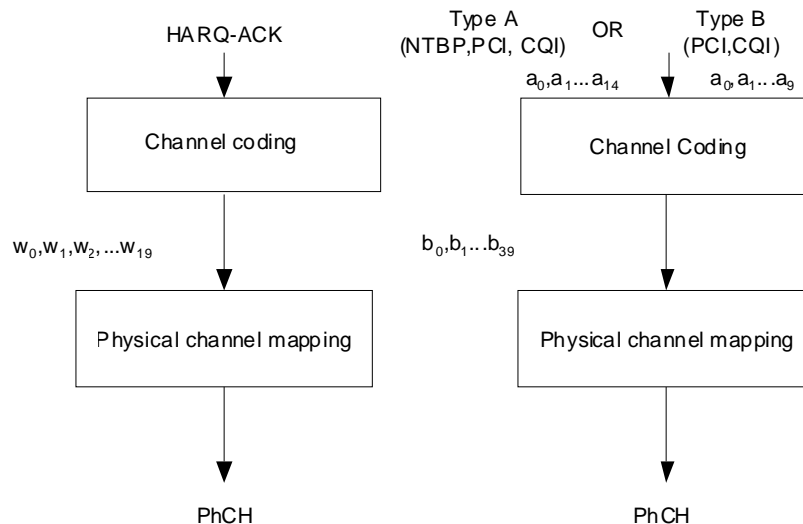 HARQ-ACK
Channel coding
w0,w1,w2,...w19
Physical channel mapping
PhCH
Type A
(NTBP,PCI, CQI)
OR
Type B
(PCI,CQI)
a0,a1...a14
a0,a1...a9
Channel Coding
b0,b1...b39
Physical channel mapping
PhCH